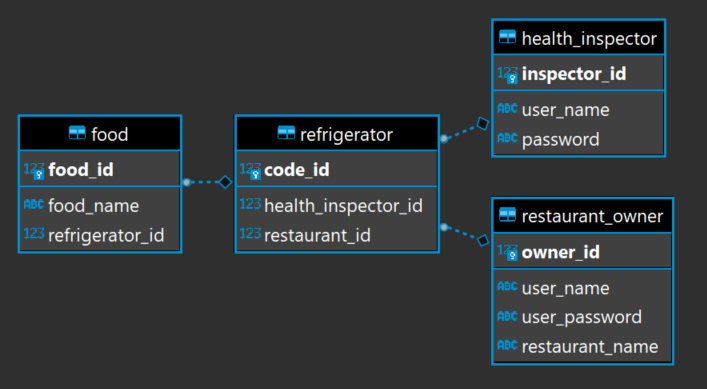 food
123 food_id
ABC food_name
123 refrigerator_id
refrigerator
123 code_id
123 health_inspector_id
123 restaurant_id
health_inspector
123 inspector_id
ABC user_name
ABC password
restaurant_owner
123 owner_id
ABC user_name
ABC user_password
ABC restaurant_name